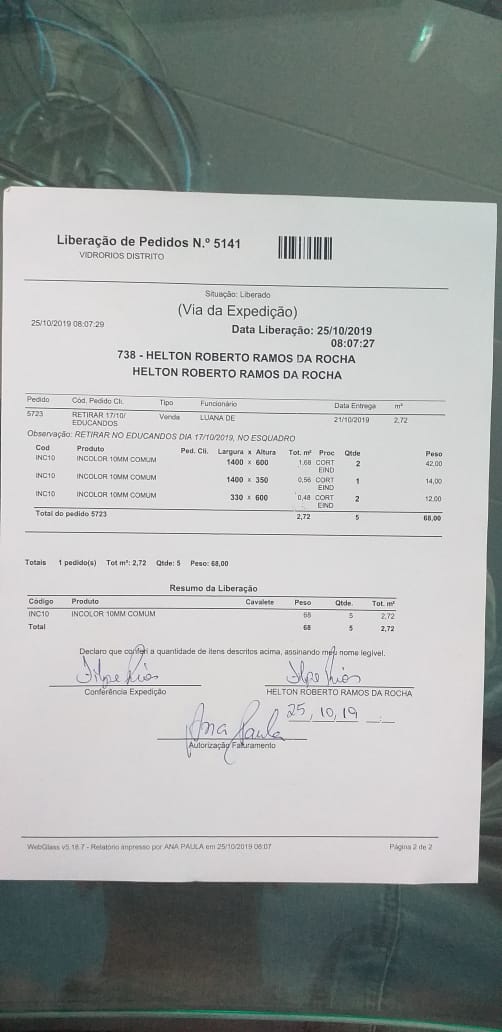 Liberação de Pedidos N.º 5141
VIDRORIOS DISTRITO
Situação: Liberado
(Via da Expedição)
25/10/2019 08:07:29
Data Liberação: 25/10/2019
08:07:27
738 - HELTON ROBERTO RAMOS DA ROCHA
HELTON ROBERTO RAMOS DA ROCHA
Pedido Cód. Pedido Cli. Tipo Funcionário Data Entrega m²
5723 RETIRAR 17/10/ EDUCANDOS Venda LUANA DE 21/10/2019 2,72
Observação: RETIRAR NO EDUCANDOS DIA 17/10/2019, NO ESQUADRO
Cod Produto Ped. Cli. Largura x Altura Tot. m² Proc Qtde Peso
INC10 INCOLOR 10MM COMUM 1400 x 600 1,68 CORT EIND 2 42,00
INC10 INCOLOR 10MM COMUM 1400 x 350 0,56 CORT EIND 1 14,00
INC10 INCOLOR 10MM COMUM 330 x 600 0,48 CORT EIND 2 12,00
Total do pedido 5723 2,72 5 68,00
Totais 1 pedido(s) Tot m²: 2,72 Qtde: 5 Peso: 68,00
Resumo da Liberação
Código Produto Cavalete Peso Qtde. Tot. m²
INC10 INCOLOR 10MM COMUM 68 5 2,72
Total 68 5 2,72
Declaro que conferi a quantidade de itens descritos acima, assinando meu nome legível.
Conferência Expedição
HELTON ROBERTO RAMOS DA ROCHA
25, 10, 19
Ana Paula
Autorização Faturamento
WebGlass v5.18.7 - Relatório impresso por ANA PAULA em 25/10/2019 08:07 Página 2 de 2